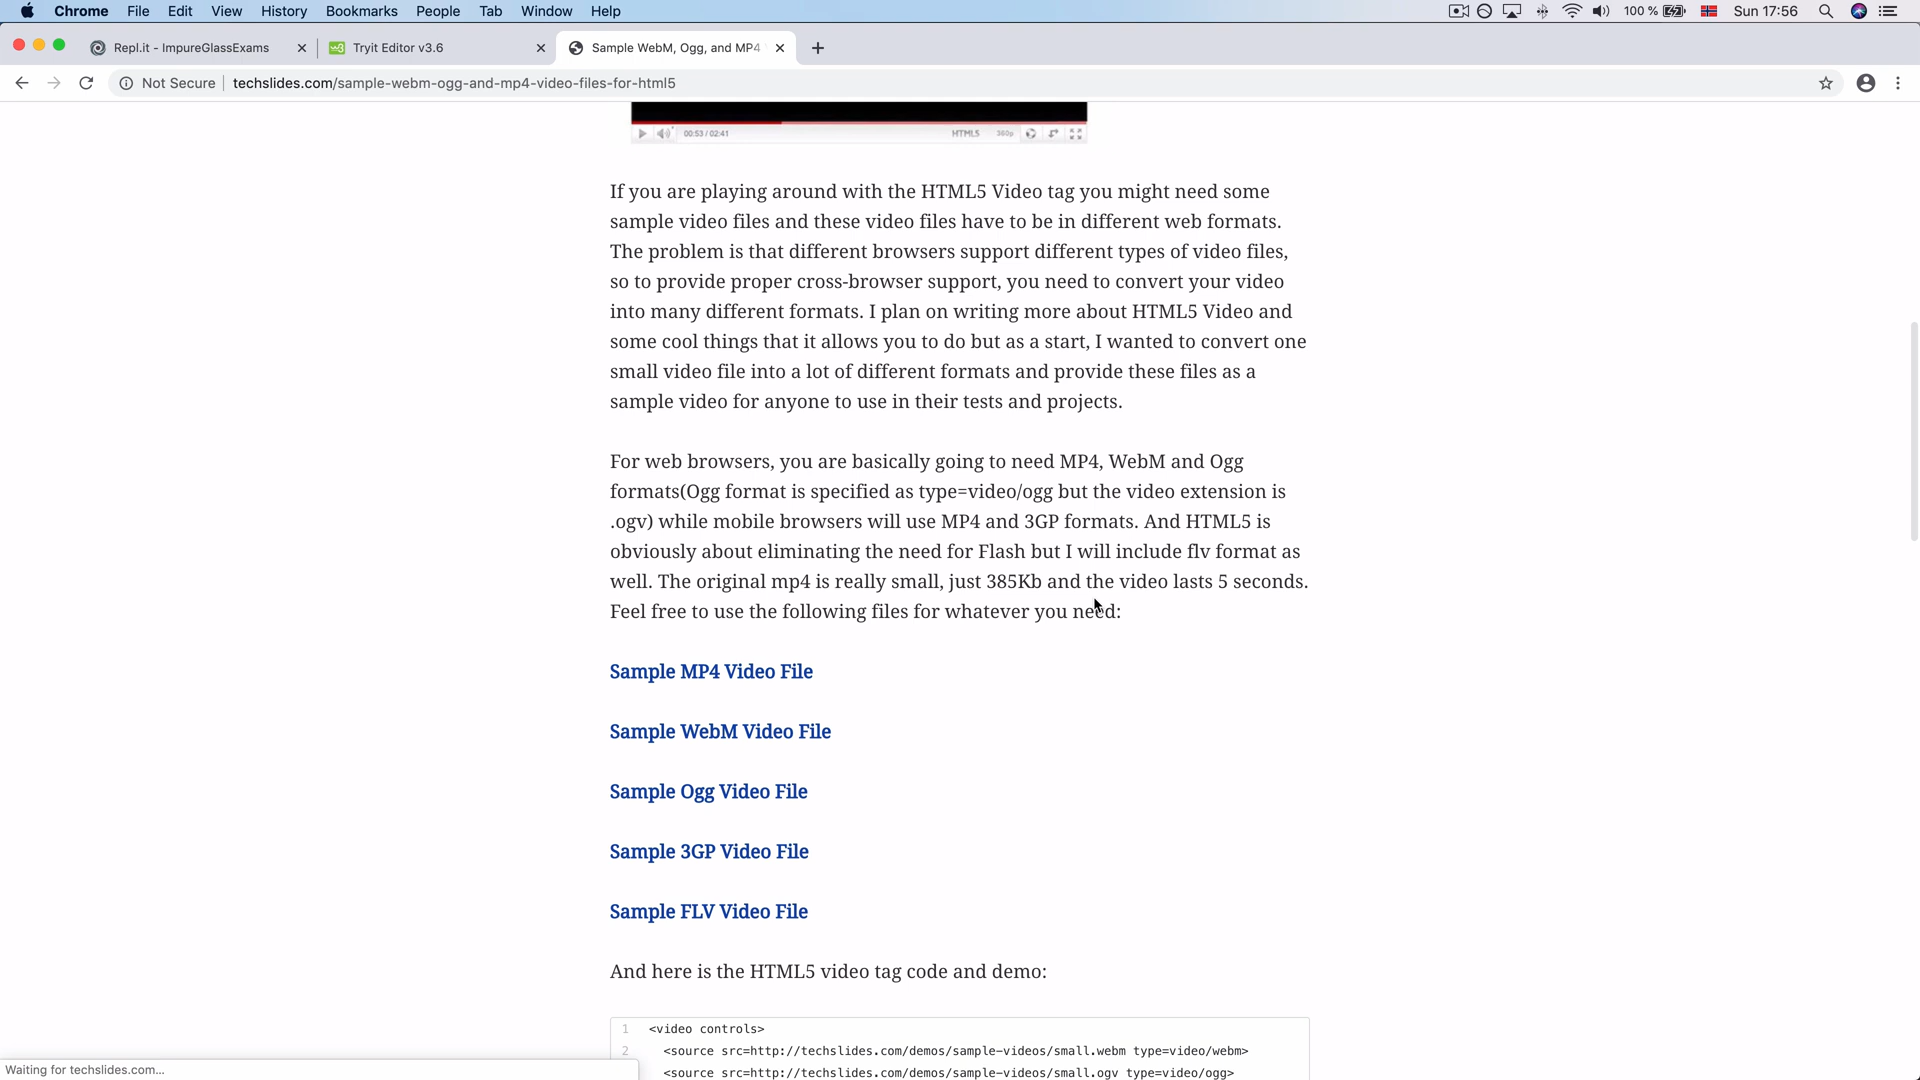 Chrome File Edit View History Bookmarks People Tab Window Help 100 % Sun 17:56
Repl.it - ImpureGlassExams Tryit Editor v3.6 Sample WebM, Ogg, and MP4
Not Secure techslides.com/sample-webm-ogg-and-mp4-video-files-for-html5
00:53 / 02:41 HTML5 360p
If you are playing around with the HTML5 Video tag you might need some
sample video files and these video files have to be in different web formats.
The problem is that different browsers support different types of video files,
so to provide proper cross-browser support, you need to convert your video
into many different formats. I plan on writing more about HTML5 Video and
some cool things that it allows you to do but as a start, I wanted to convert one
small video file into a lot of different formats and provide these files as a
sample video for anyone to use in their tests and projects.
For web browsers, you are basically going to need MP4, WebM and Ogg
formats(Ogg format is specified as type=video/ogg but the video extension is
.ogv) while mobile browsers will use MP4 and 3GP formats. And HTML5 is
obviously about eliminating the need for Flash but I will include flv format as
well. The original mp4 is really small, just 385Kb and the video lasts 5 seconds.
Feel free to use the following files for whatever you need:
Sample MP4 Video File
Sample WebM Video File
Sample Ogg Video File
Sample 3GP Video File
Sample FLV Video File
And here is the HTML5 video tag code and demo:
1 <video controls>
2 <source src=http://techslides.com/demos/sample-videos/small.webm type=video/webm>
<source src=http://techslides.com/demos/sample-videos/small.ogv type=video/ogg>
Waiting for techslides.com...